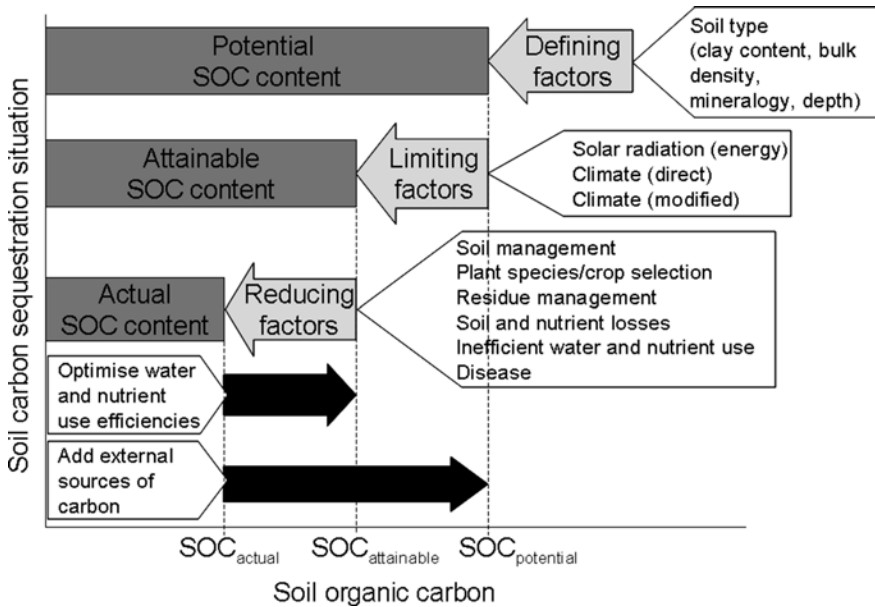 Soil carbon sequestration situation
Potential
SOC content
Defining
factors
Soil type
(clay content, bulk
density,
mineralogy, depth)
Attainable
SOC content
Limiting
factors
Solar radiation (energy)
Climate (direct)
Climate (modified)
Actual
SOC content
Reducing
factors
Soil management
Plant species/crop selection
Residue management
Soil and nutrient losses
Inefficient water and nutrient use
Disease
Optimise water
and nutrient
use efficiencies
Add external
sources of
carbon
SOCactual
SOCattainable
SOCpotential
Soil organic carbon